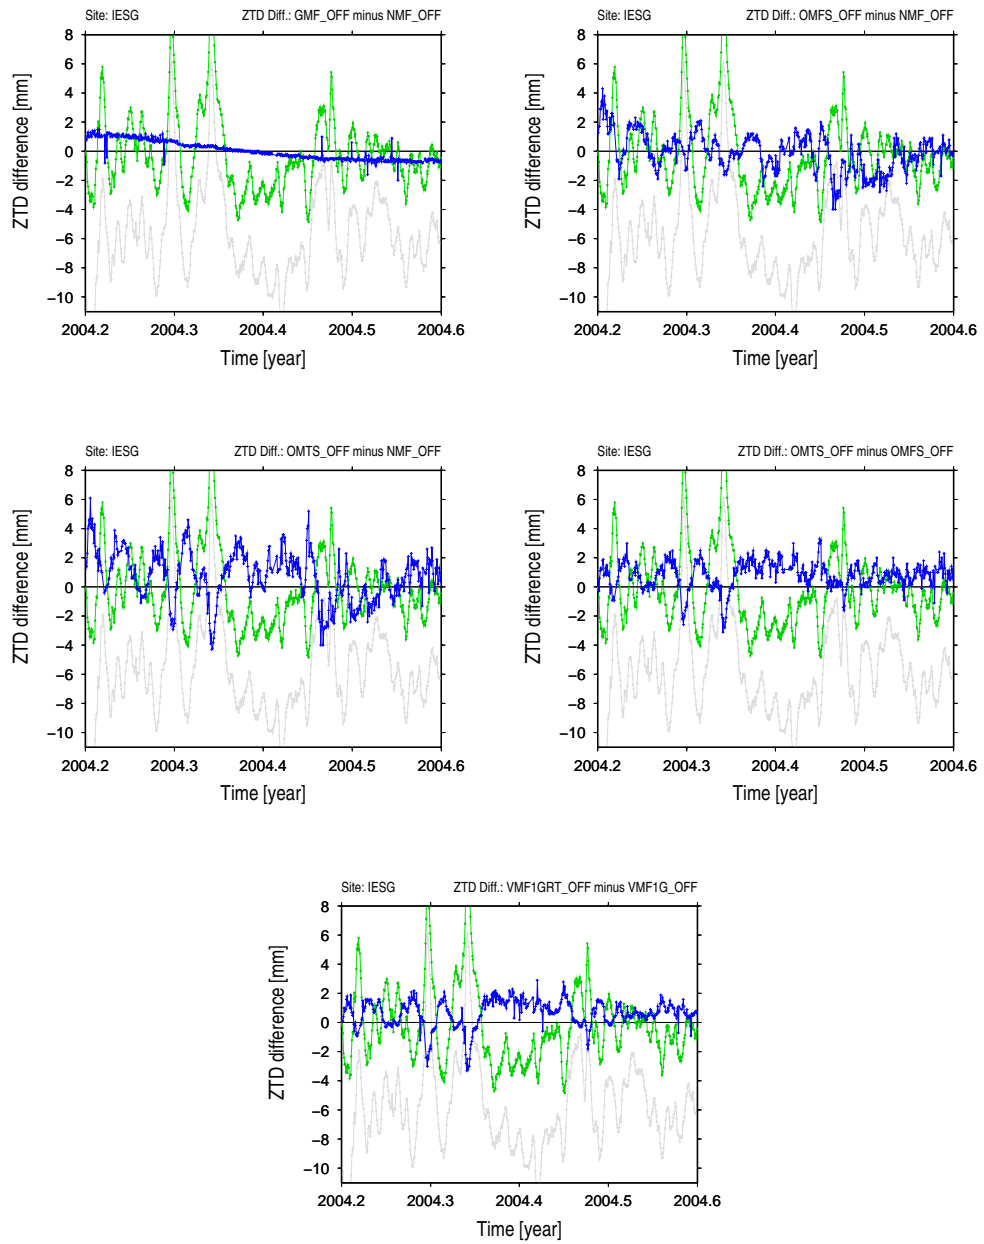 Site: IESG ZTD Diff.: GMF_OFF minus NMF_OFF
8
6
4
2
0
−2
−4
−6
−8
−10
ZTD difference [mm]
2004.2 2004.3 2004.4 2004.5 2004.6
Time [year]
Site: IESG ZTD Diff.: OMFS_OFF minus NMF_OFF
8
6
4
2
0
−2
−4
−6
−8
−10
ZTD difference [mm]
2004.2 2004.3 2004.4 2004.5 2004.6
Time [year]
Site: IESG ZTD Diff.: OMTS_OFF minus NMF_OFF
8
6
4
2
0
−2
−4
−6
−8
−10
ZTD difference [mm]
2004.2 2004.3 2004.4 2004.5 2004.6
Time [year]
Site: IESG ZTD Diff.: OMTS_OFF minus OMFS_OFF
8
6
4
2
0
−2
−4
−6
−8
−10
ZTD difference [mm]
2004.2 2004.3 2004.4 2004.5 2004.6
Time [year]
Site: IESG ZTD Diff.: VMF1GRT_OFF minus VMF1G_OFF
8
6
4
2
0
−2
−4
−6
−8
−10
ZTD difference [mm]
2004.2 2004.3 2004.4 2004.5 2004.6
Time [year]